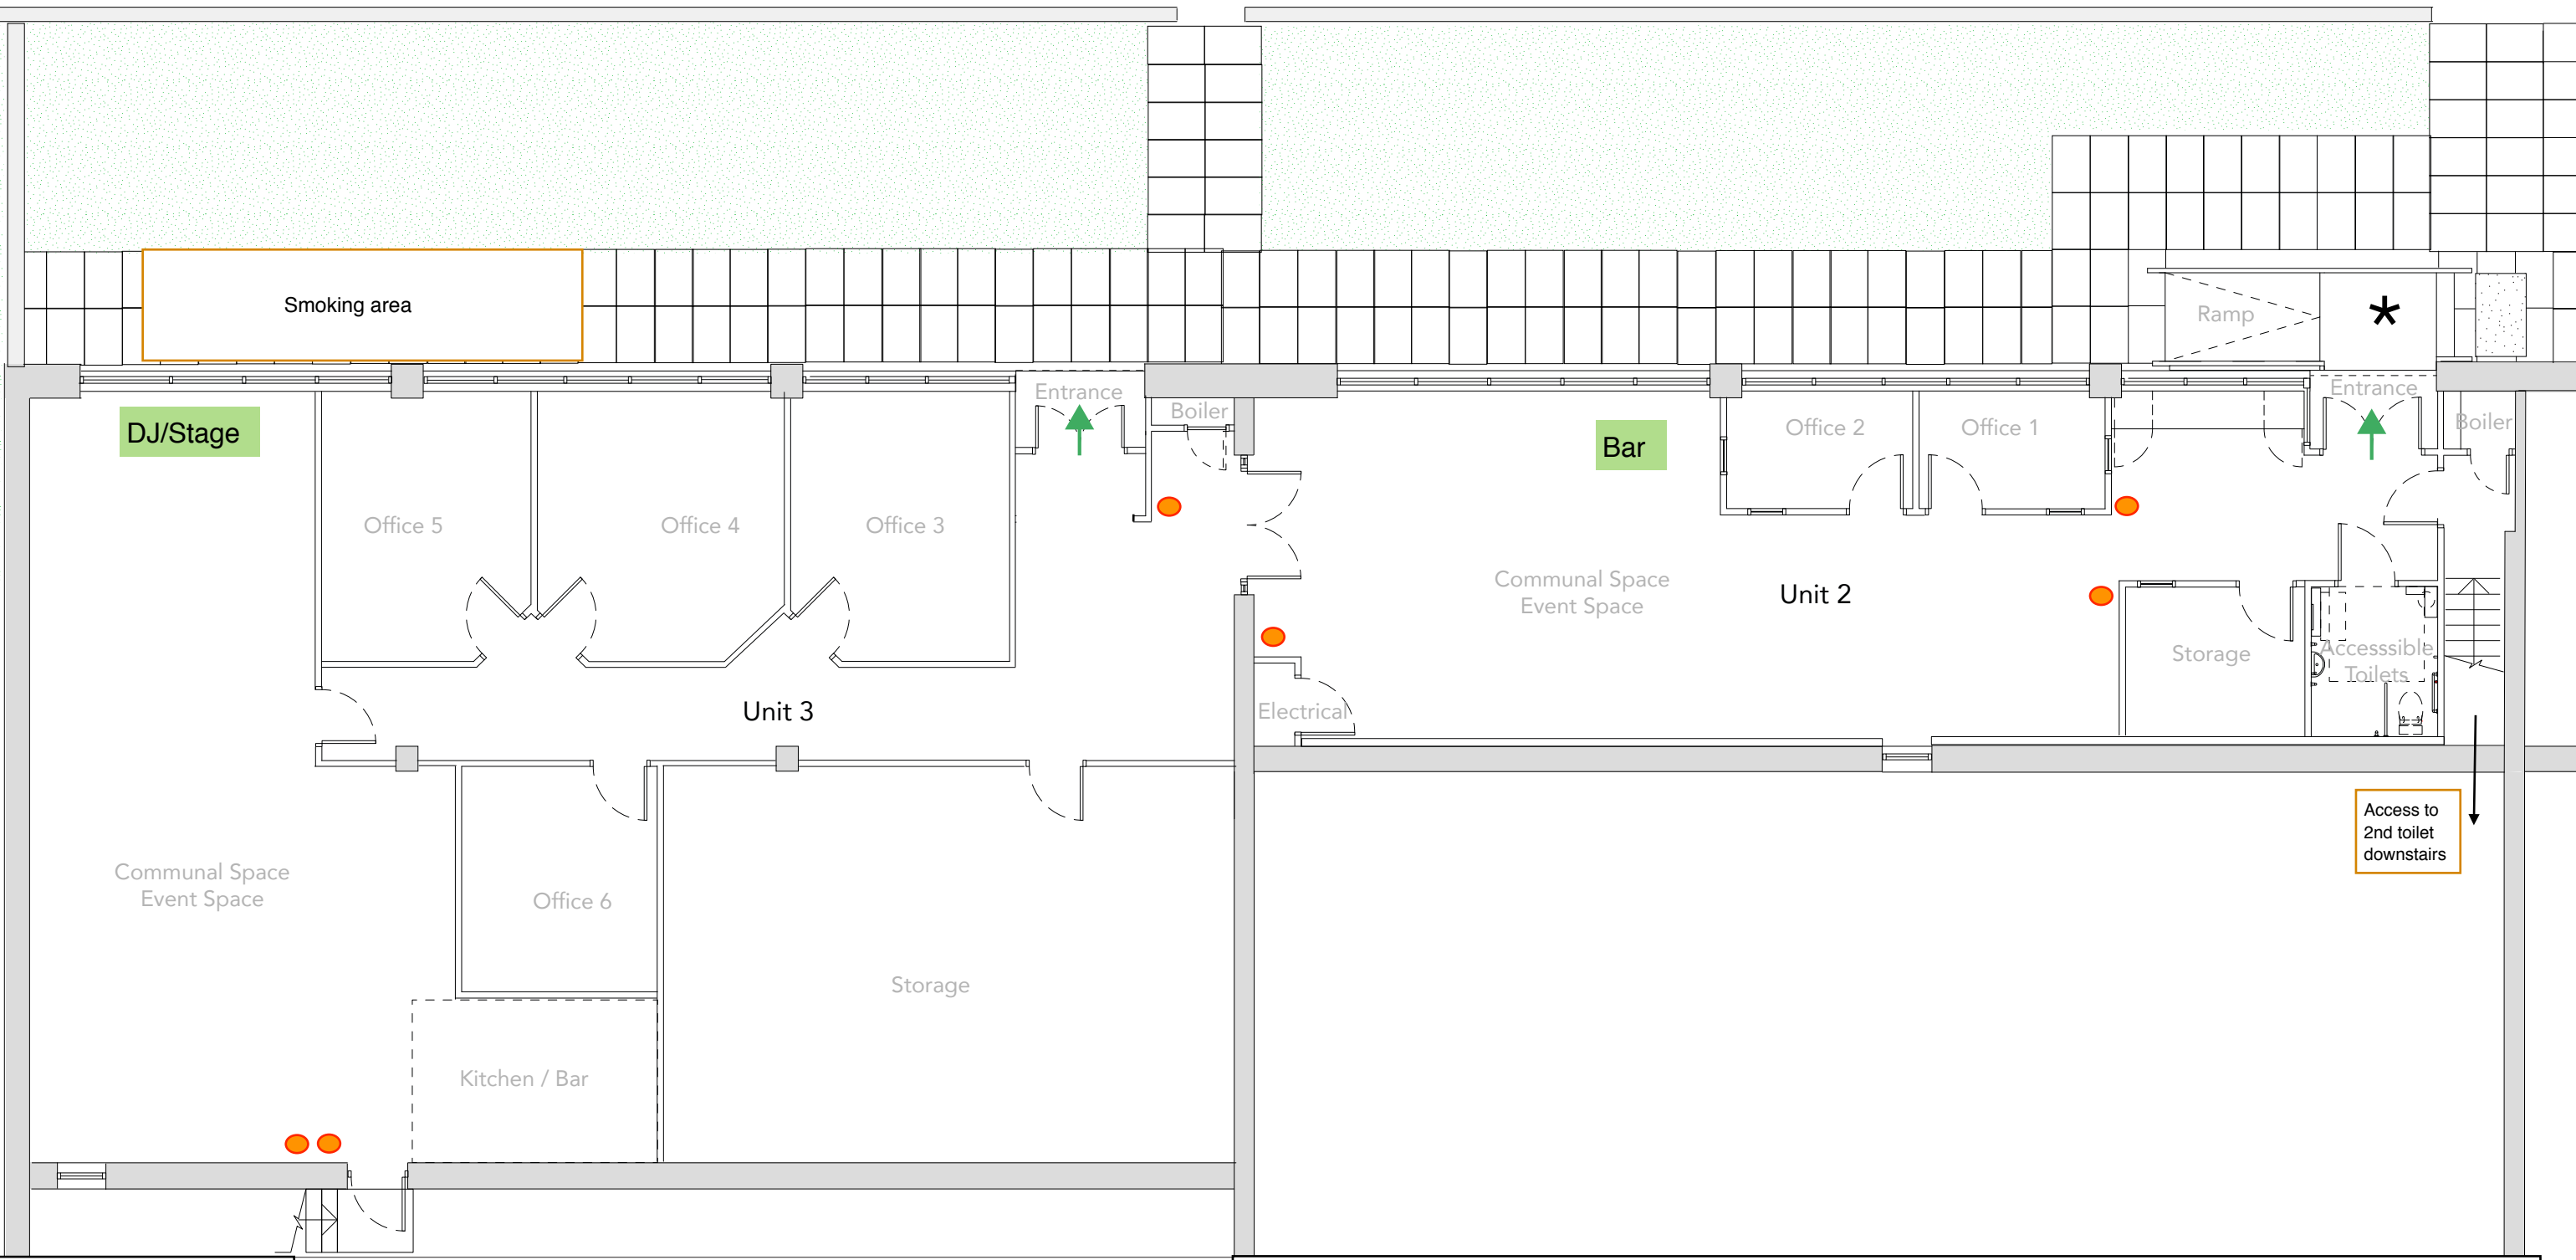 Smoking area
Ramp
*
Entrance
Boiler
Entrance
Boiler
DJ/Stage
Bar
Office 2
Office 1
Office 5
Office 4
Office 3
Communal Space
Event Space
Unit 2
Storage
Accesssible
Toilets
Unit 3
Electrical
Access to
2nd toilet
downstairs
Communal Space
Event Space
Office 6
Storage
Kitchen / Bar